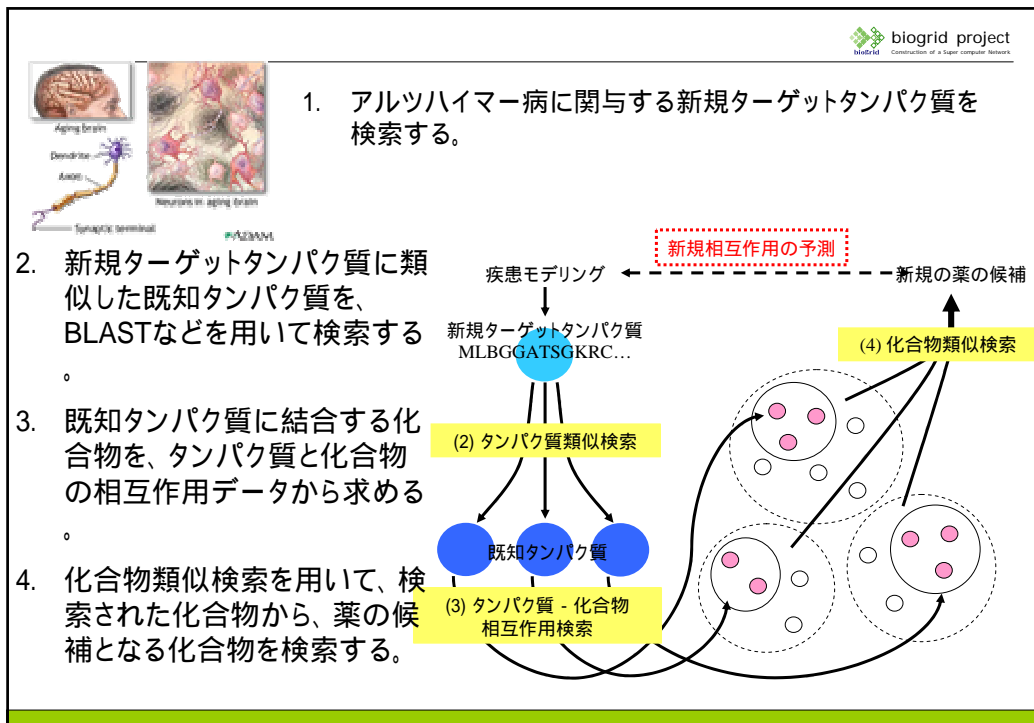 biogrid project
bioGrid
Construction of a Super computer Network
Aging brain
Dendrite
Axon
Synaptic terminal
Neurons in aging brain
ADAM
1. アルツハイマー病に関与する新規ターゲットタンパク質を
検索する。
2. 新規ターゲットタンパク質に類
似した既知タンパク質を、
BLASTなどを用いて検索する
。
3. 既知タンパク質に結合する化
合物を、タンパク質と化合物
の相互作用データから求める
。
4. 化合物類似検索を用いて、検
索された化合物から、薬の候
補となる化合物を検索する。
新規相互作用の予測
疾患モデリング
新規の薬の候補
新規ターゲットタンパク質
MLBGGATSGKRC…
(4) 化合物類似検索
(2) タンパク質類似検索
既知タンパク質
(3) タンパク質 - 化合物
相互作用検索